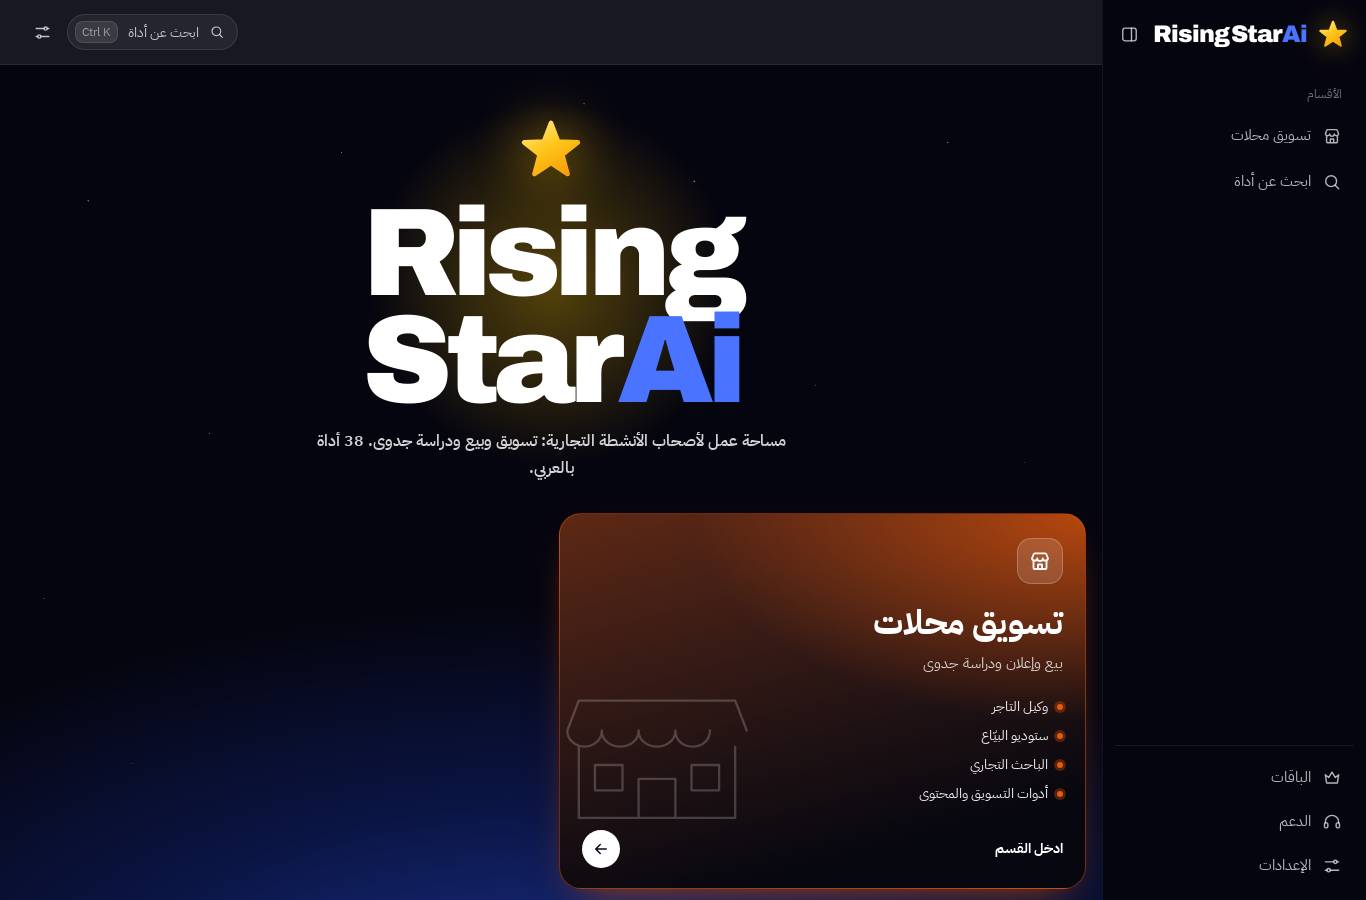 RisingStarAi
ابحث عن أداة
Ctrl K
الأقسام
تسويق محلات
ابحث عن أداة
Rising
StarAi
مساحة عمل لأصحاب الأنشطة التجارية: تسويق وبيع ودراسة جدوى. 38 أداة
بالعربي.
تسويق محلات
بيع وإعلان ودراسة جدوى
وكيل التاجر
ستوديو البيّاع
الباحث التجاري
أدوات التسويق والمحتوى
ادخل القسم
الباقات
الدعم
الإعدادات